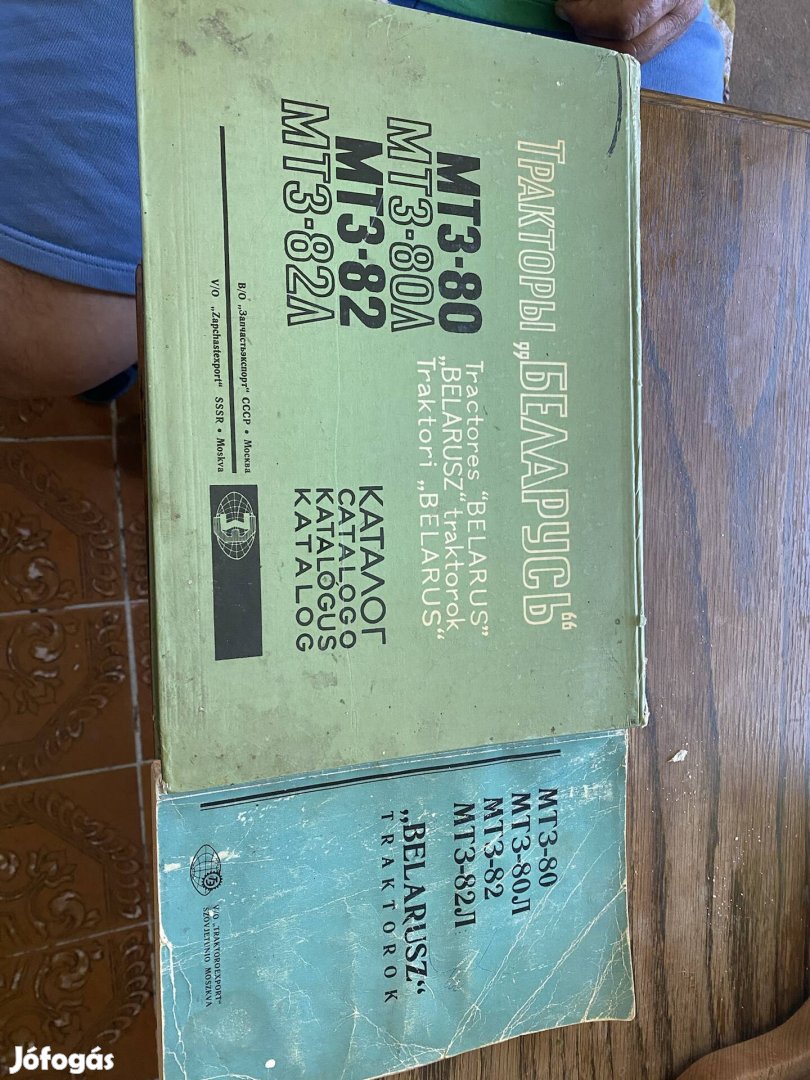 Тракторы „БЕЛАРУСЬ“
МТЗ-80
МТЗ-80Л
МТЗ-82
МТЗ-82Л
Tractores “BELARUS”
„BELARUSZ“ traktorok
Traktori „BELARUS“
КАТАЛОГ
CATALOGO
KATALÓGUS
KATALOG
В/О „Запчастьэкспорт“ СССР • Москва
V/O „Zapchastexport“ SSSR • Moskva
МТЗ-80
МТЗ-80Л
МТЗ-82
МТЗ-82Л
„BELARUSZ“
TRAKTOROK
V/O „TRAKTOROEXPORT“
SZOVJETUNIO MOSZKVA
Jófogás